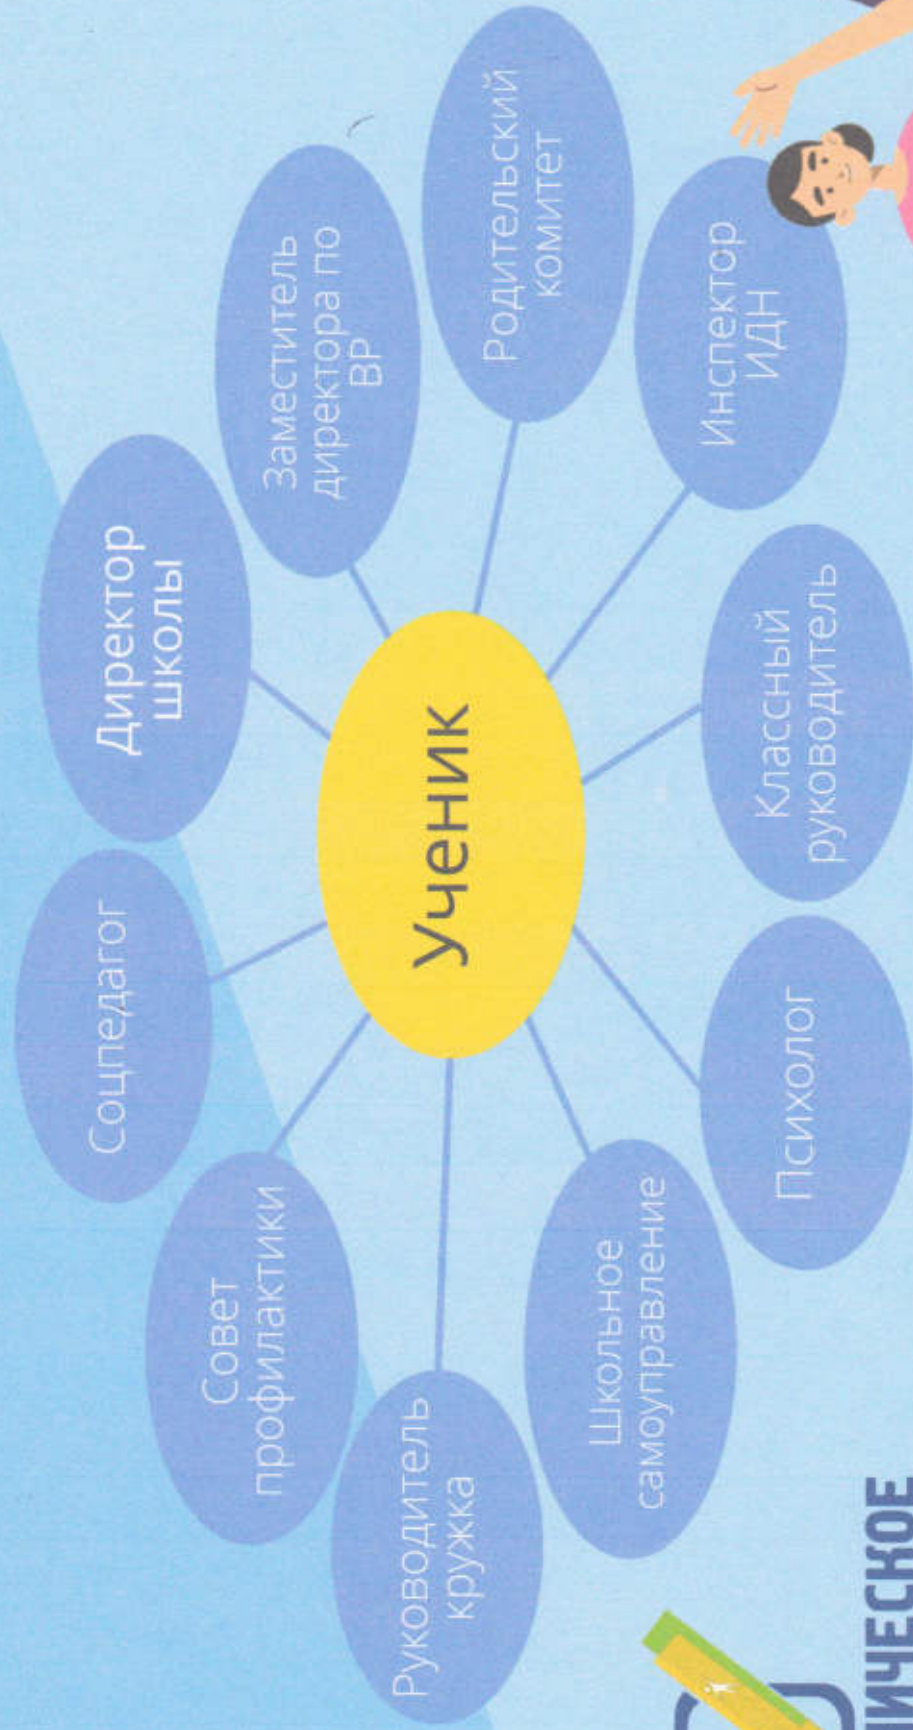 Соцпедагог
Директор
школы
Совет
профилактики
Заместитель
директора по
ВР
Руководитель
кружка
Ученик
Родительский
комитет
Школьное
самоуправление
Инспектор
ИДН
Психолог
Классный
руководитель
ИЧЕСКОЕ